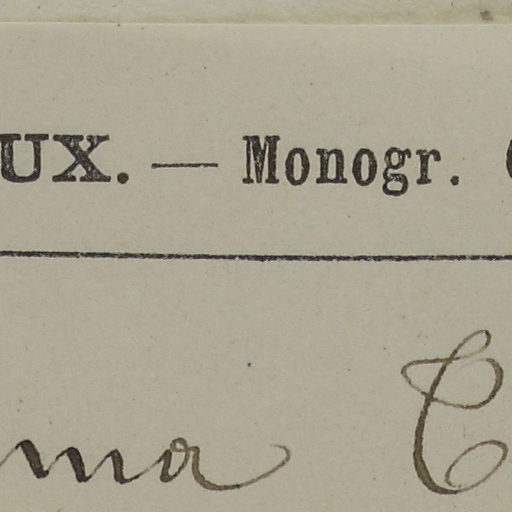 UX. — Monogr.
ma C